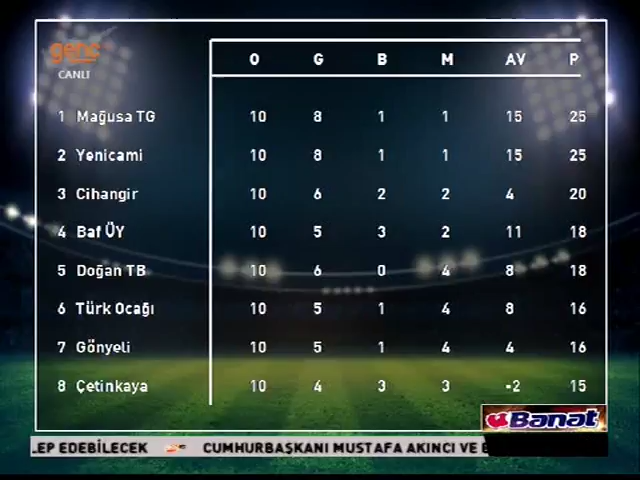 genç
CANLI
O G B M AV P
1 Mağusa TG 10 8 1 1 15 25
2 Yenicami 10 8 1 1 15 25
3 Cihangir 10 6 2 2 4 20
4 Baf ÜY 10 5 3 2 11 18
5 Doğan TB 10 6 0 4 8 18
6 Türk Ocağı 10 5 1 4 8 16
7 Gönyeli 10 5 1 4 4 16
8 Çetinkaya 10 4 3 3 -2 15
Banat
LEP EDEBİLECEK CUMHURBAŞKANI MUSTAFA AKINCI VE